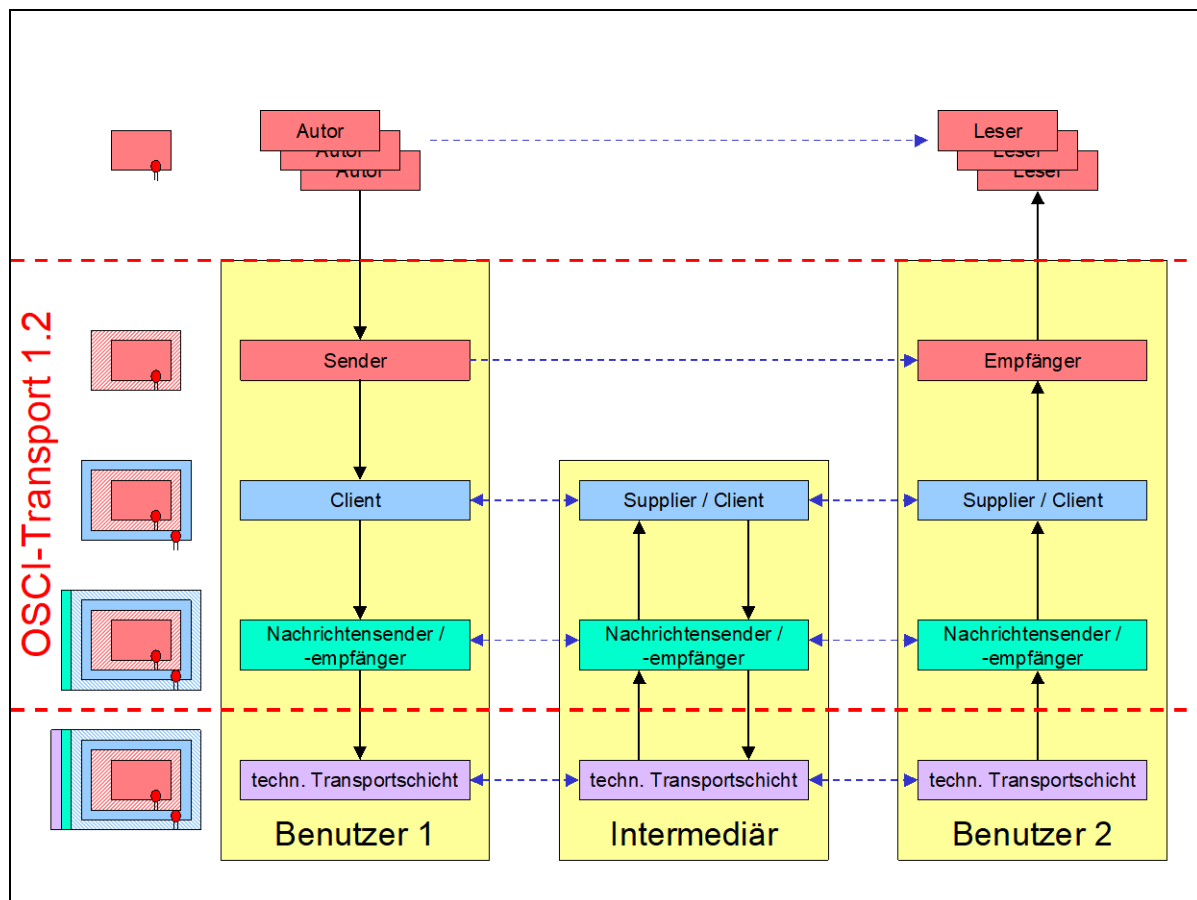 Autor
Autor
Autor
Leser
Leser
Leser
OSCI-Transport 1.2
Sender
Empfänger
Client
Supplier / Client
Supplier / Client
Nachrichtensender /
-empfänger
Nachrichtensender /
-empfänger
Nachrichtensender /
-empfänger
techn. Transportschicht
techn. Transportschicht
techn. Transportschicht
Benutzer 1
Intermediär
Benutzer 2